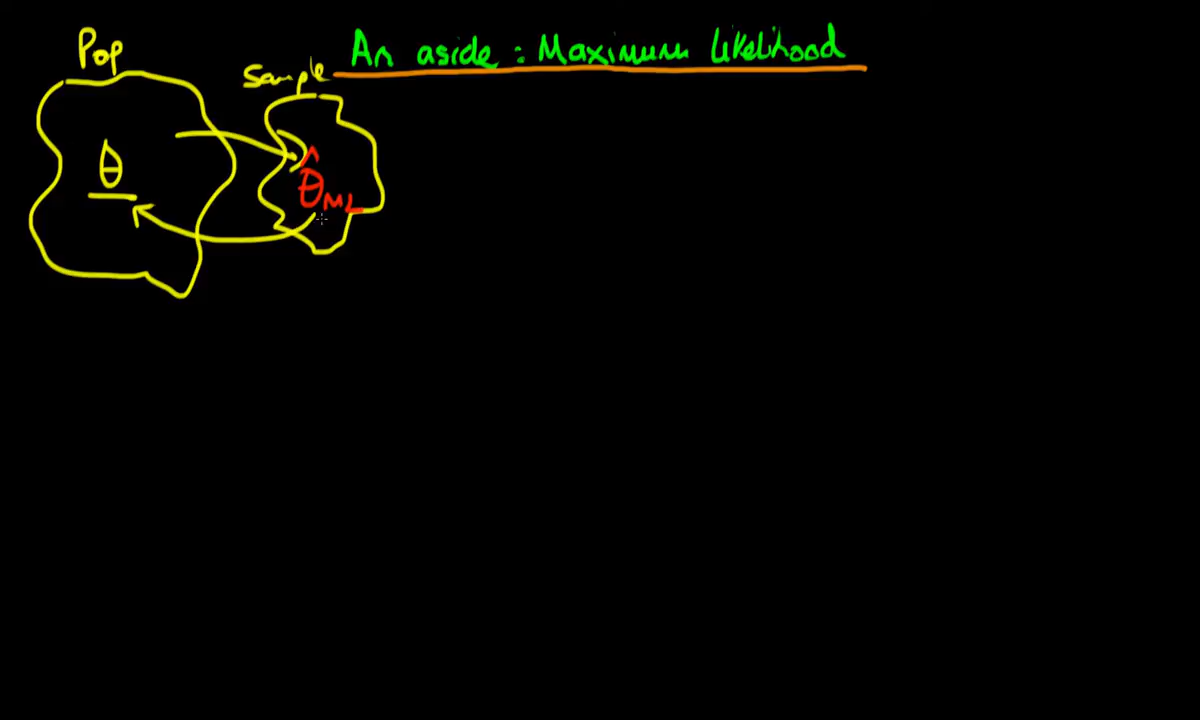 An aside : Maximum likelihood
Pop
Sample
θ
θ̂ML